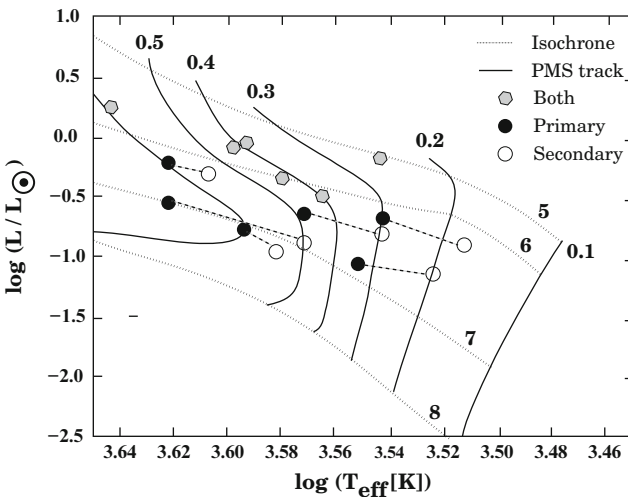 1.0
0.5
0.0
−0.5
−1.0
−1.5
−2.0
−2.5
log (L / L☉)
3.64 3.62 3.60 3.58 3.56 3.54 3.52 3.50 3.48 3.46
log (Teff[K])
0.5
0.4
0.3
0.2
0.1
5
6
7
8
Isochrone
PMS track
Both
Primary
Secondary